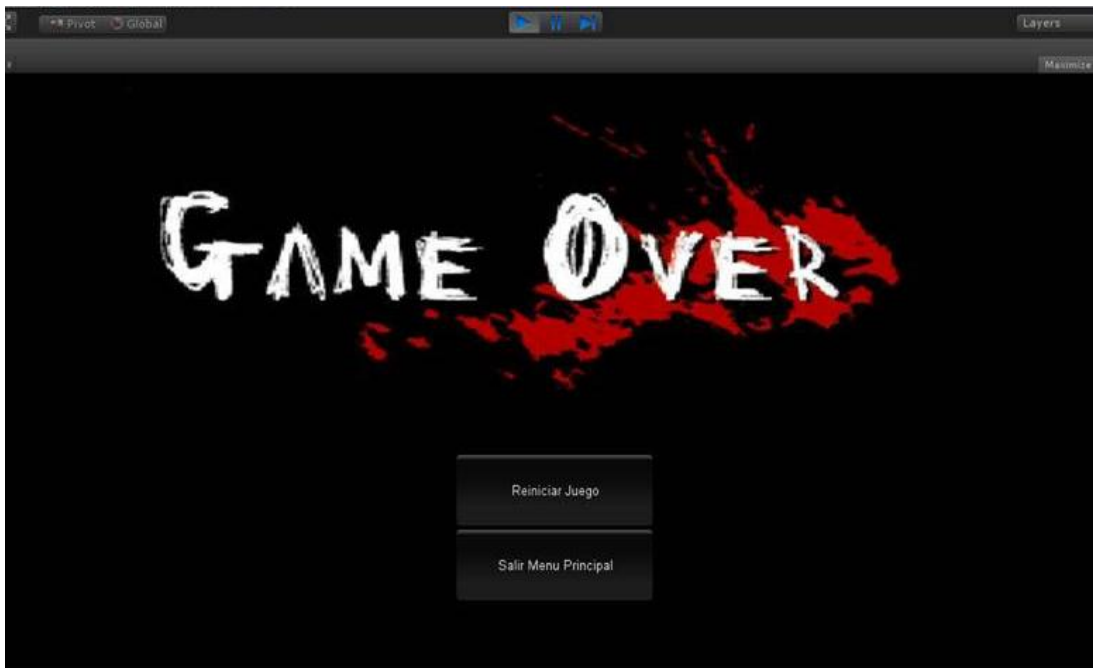 Pivot Global Layers
Maximize
GAME OVER
Reiniciar Juego
Salir Menu Principal